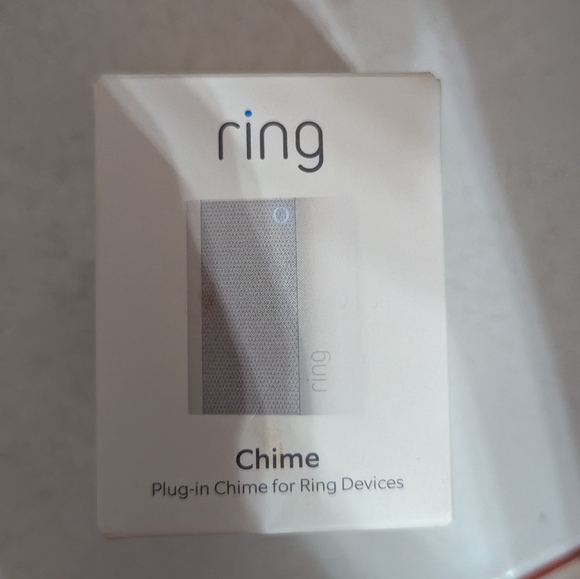 ring
ring
Chime
Plug-in Chime for Ring Devices